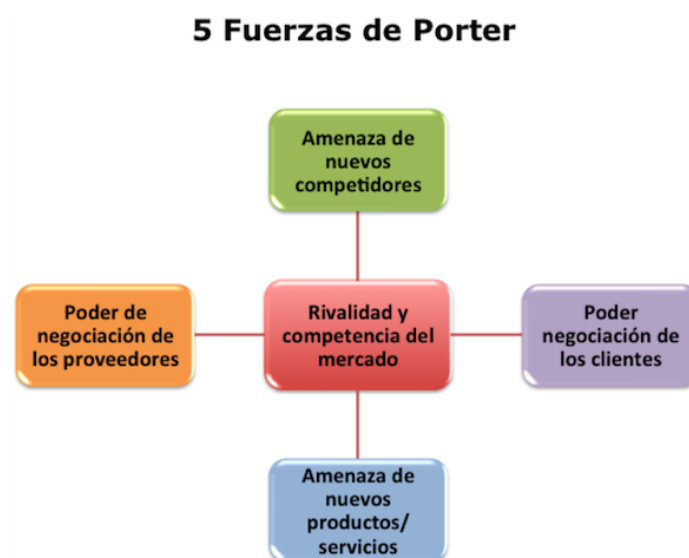 5 Fuerzas de Porter
Amenaza de
nuevos
competidores
Poder de
negociación de
los proveedores
Rivalidad y
competencia del
mercado
Poder
negociación de
los clientes
Amenaza de
nuevos
productos/
servicios